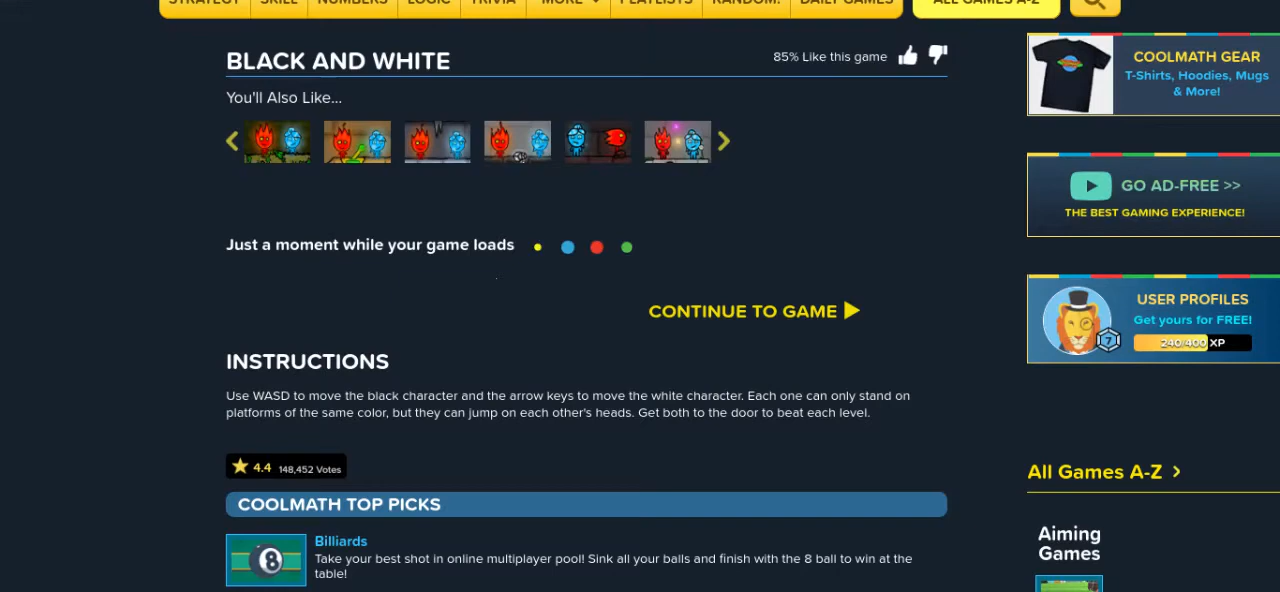 STRATEGY SKILL NUMBERS LOGIC TRIVIA MORE PLAYLISTS RANDOM! DAILY GAMES ALL GAMES A-Z
BLACK AND WHITE
85% Like this game
You'll Also Like...
Just a moment while your game loads
CONTINUE TO GAME
INSTRUCTIONS
Use WASD to move the black character and the arrow keys to move the white character. Each one can only stand on
platforms of the same color, but they can jump on each other's heads. Get both to the door to beat each level.
4.4 148,452 Votes
COOLMATH TOP PICKS
8
Billiards
Take your best shot in online multiplayer pool! Sink all your balls and finish with the 8 ball to win at the
table!
COOLMATH GEAR
T-Shirts, Hoodies, Mugs
& More!
GO AD-FREE >>
THE BEST GAMING EXPERIENCE!
USER PROFILES
Get yours for FREE!
7
240/400 XP
All Games A-Z
Aiming
Games